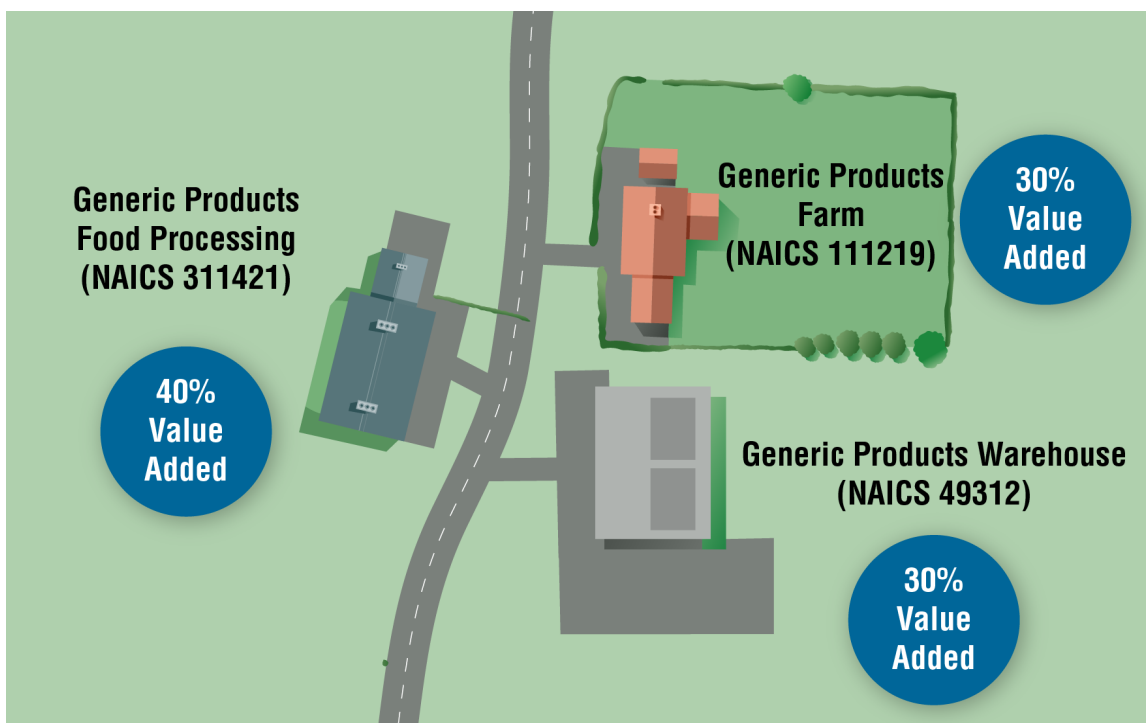 Generic Products
Food Processing
(NAICS 311421)
40%
Value
Added
Generic Products
Farm
(NAICS 111219)
30%
Value
Added
Generic Products Warehouse
(NAICS 49312)
30%
Value
Added